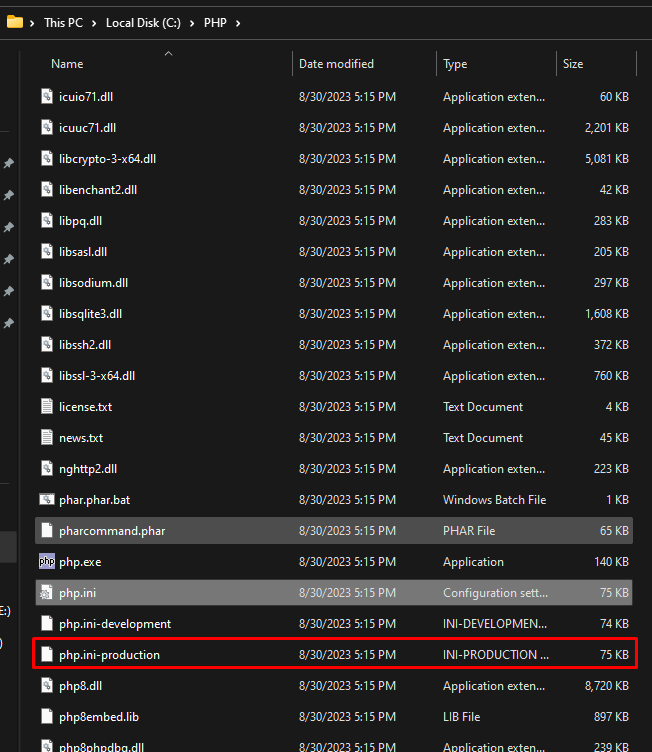 This PC > Local Disk (C:) > PHP >
Name Date modified Type Size
icuio71.dll 8/30/2023 5:15 PM Application exten... 60 KB
icuuc71.dll 8/30/2023 5:15 PM Application exten... 2,201 KB
libcrypto-3-x64.dll 8/30/2023 5:15 PM Application exten... 5,081 KB
libenchant2.dll 8/30/2023 5:15 PM Application exten... 42 KB
libpq.dll 8/30/2023 5:15 PM Application exten... 283 KB
libsasl.dll 8/30/2023 5:15 PM Application exten... 205 KB
libsodium.dll 8/30/2023 5:15 PM Application exten... 297 KB
libsqlite3.dll 8/30/2023 5:15 PM Application exten... 1,608 KB
libssh2.dll 8/30/2023 5:15 PM Application exten... 372 KB
libssl-3-x64.dll 8/30/2023 5:15 PM Application exten... 760 KB
license.txt 8/30/2023 5:15 PM Text Document 4 KB
news.txt 8/30/2023 5:15 PM Text Document 45 KB
nghttp2.dll 8/30/2023 5:15 PM Application exten... 223 KB
phar.phar.bat 8/30/2023 5:15 PM Windows Batch File 1 KB
pharcommand.phar 8/30/2023 5:15 PM PHAR File 65 KB
php php.exe 8/30/2023 5:15 PM Application 140 KB
php.ini 8/30/2023 5:15 PM Configuration sett... 75 KB
E:)
php.ini-development 8/30/2023 5:15 PM INI-DEVELOPMEN... 74 KB
)
php.ini-production 8/30/2023 5:15 PM INI-PRODUCTION ... 75 KB
php8.dll 8/30/2023 5:15 PM Application exten... 8,720 KB
php8embed.lib 8/30/2023 5:15 PM LIB File 897 KB
php8phpdbg.dll 8/30/2023 5:15 PM Application exten... 239 KB